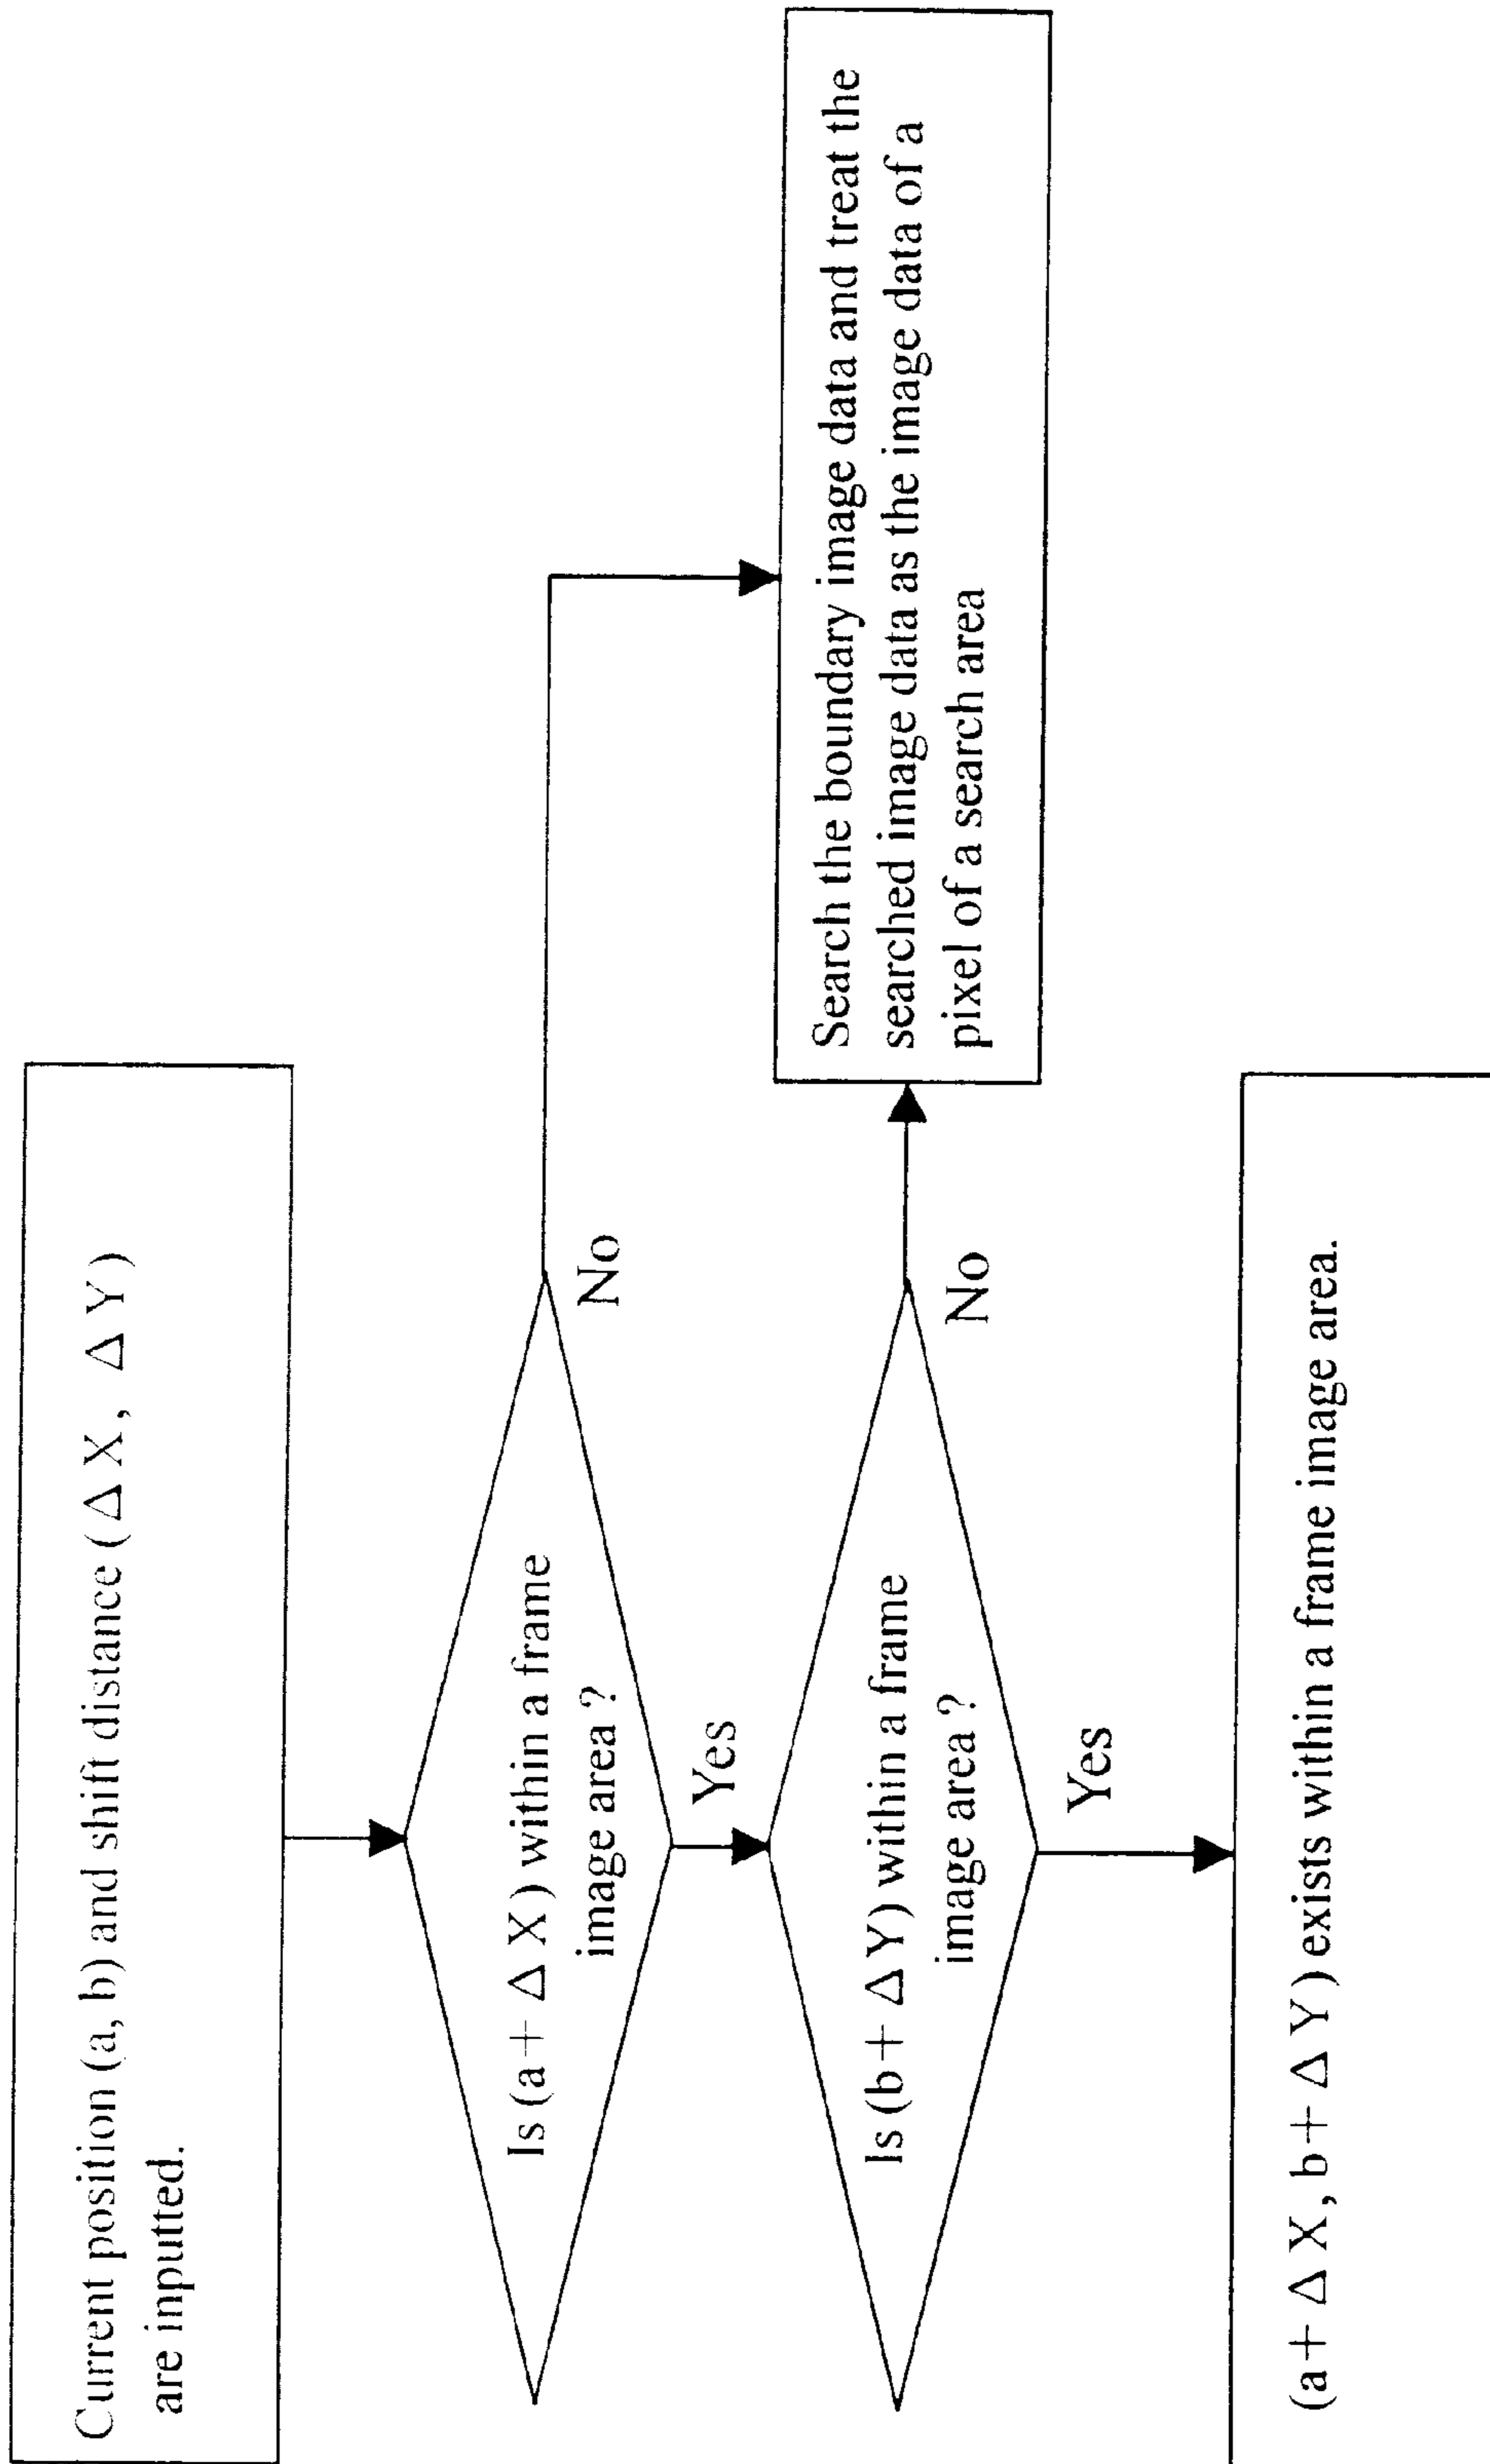 Current position (a, b) and shift distance (Δ X, Δ Y)
are inputted.
Is (a + Δ X) within a frame
image area ?
No
Yes
Is (b + Δ Y) within a frame
image area ?
No
Search the boundary image data and treat the
searched image data as the image data of a
pixel of a search area
Yes
(a + Δ X, b + Δ Y) exists within a frame image area.